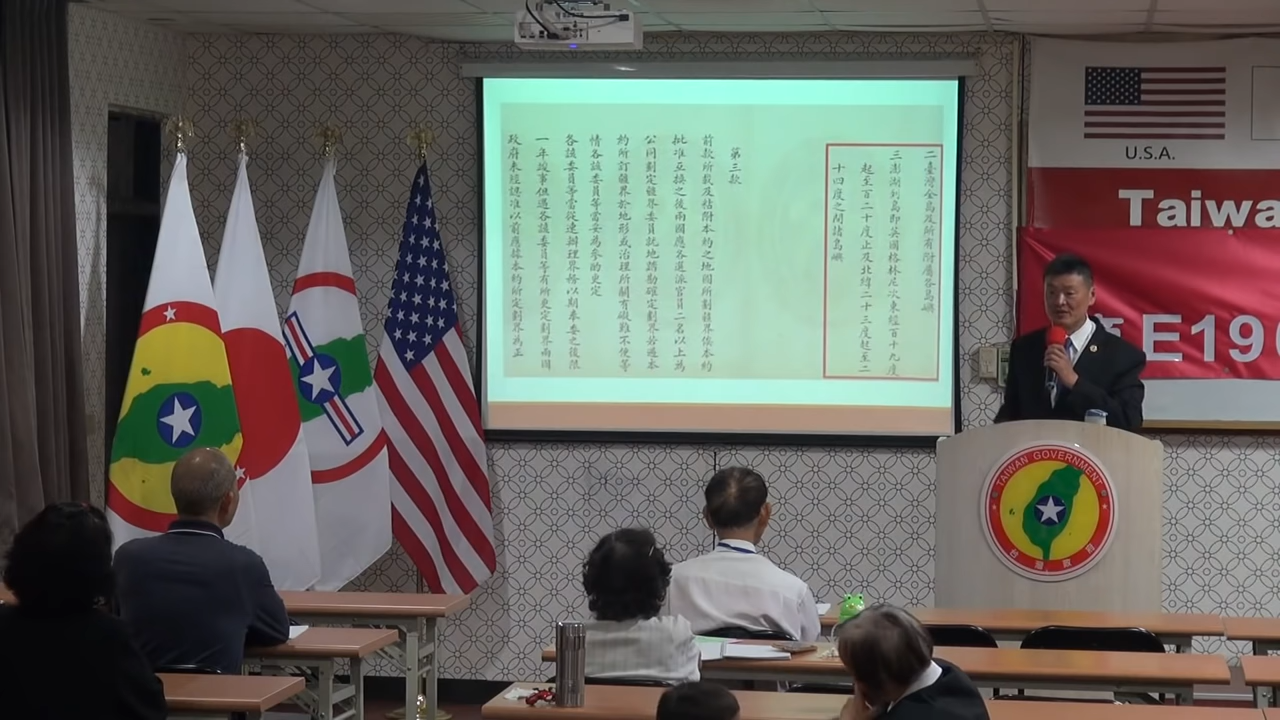 二臺灣全島及所有附屬各島嶼
三澎湖列島即英國格林尼次東經百十九度
起至百二十度止及北緯二十三度起至二
十四度之間諸島嶼
第三款
前款所載及粘附本約之地圖所劃疆界俟本約
批准互換之後兩國應各選派官員二名以上為
公同劃定疆界委員就地踏勘確定劃界若遇本
約所訂疆界於地形或治理所關有礙難不便等
情各該委員等當妥為參酌更定
各該委員等當從速辦理界務以期奉委之後限
一年竣事但遇各該委員等有所更定劃界兩國
政府未經認准以前應據本約所定劃界為正
U.S.A.
Taiwa
E19
TAIWAN GOVERNMENT
台灣政府